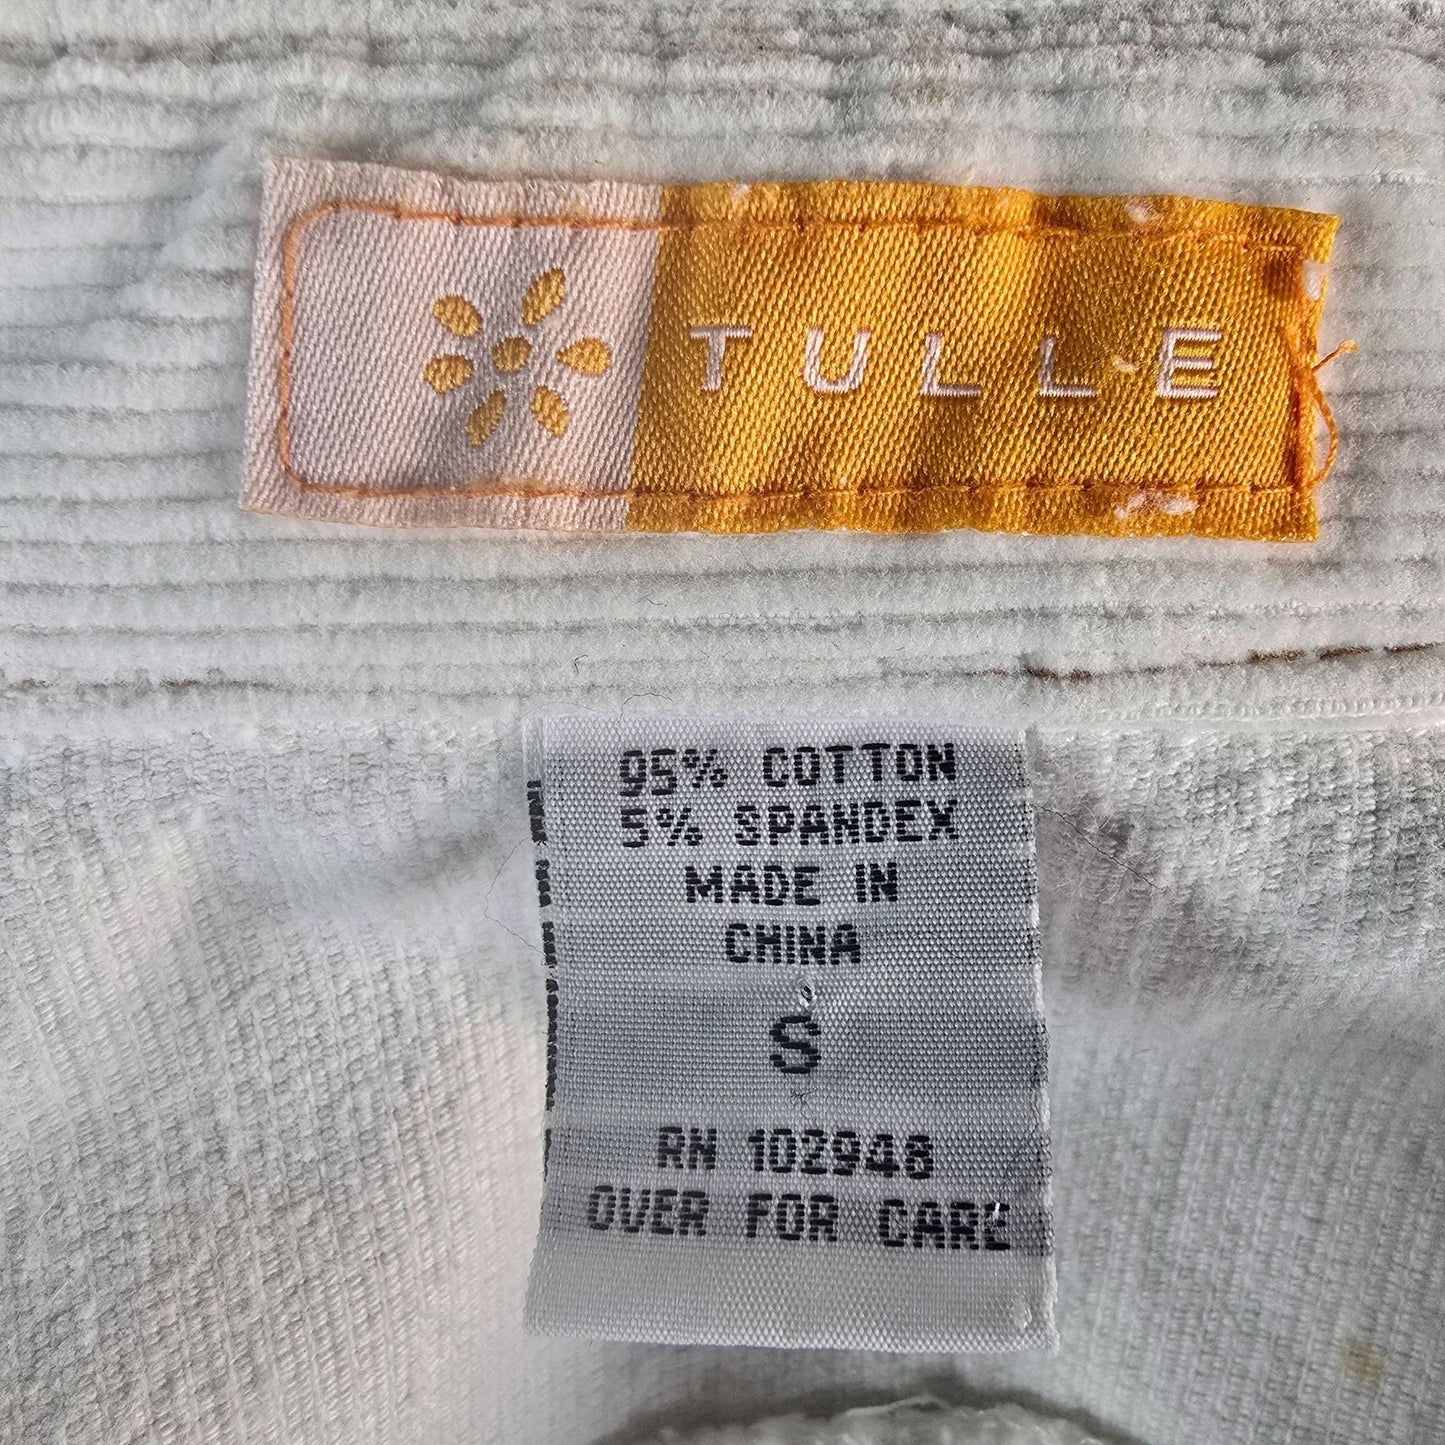 TULLE
95% COTTON
5% SPANDEX
MADE IN
CHINA
S
RN 102948
OVER FOR CARE